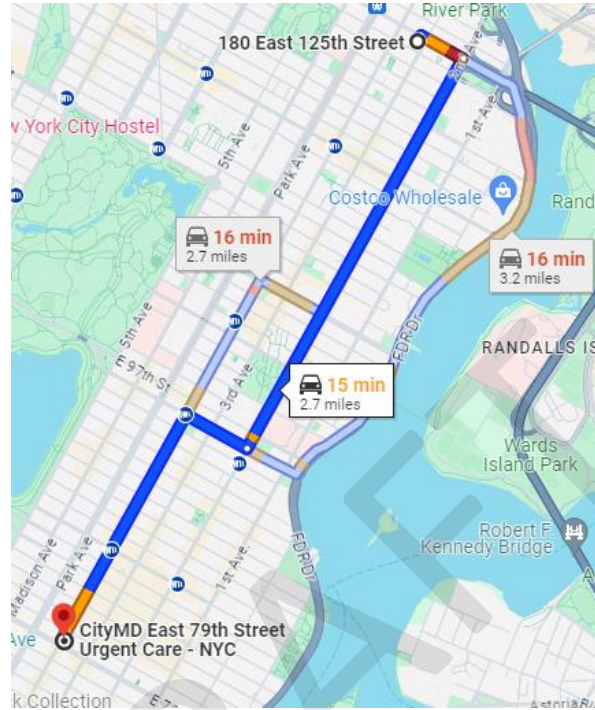 River Park
180 East 125th Street
2nd Ave
1st Ave
w York City Hostel
5th Ave
Park Ave
Costco Wholesale
Rand
16 min
2.7 miles
16 min
3.2 miles
5th Ave
E 97th St
3rd Ave
FDR Dr
RANDALLS IS
15 min
2.7 miles
Wards
Island Park
Robert F.
Kennedy Bridge
FDR Dr
1st Ave.
Park Ave
Madison Ave
Ave
CityMD East 79th Street
Urgent Care - NYC
k Collection
E 7
Astoria